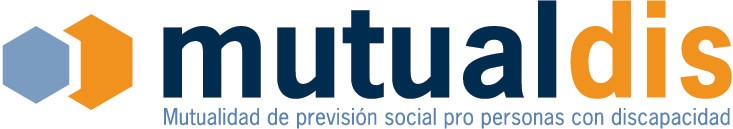 mutualdis
Mutualidad de previsión social pro personas con discapacidad